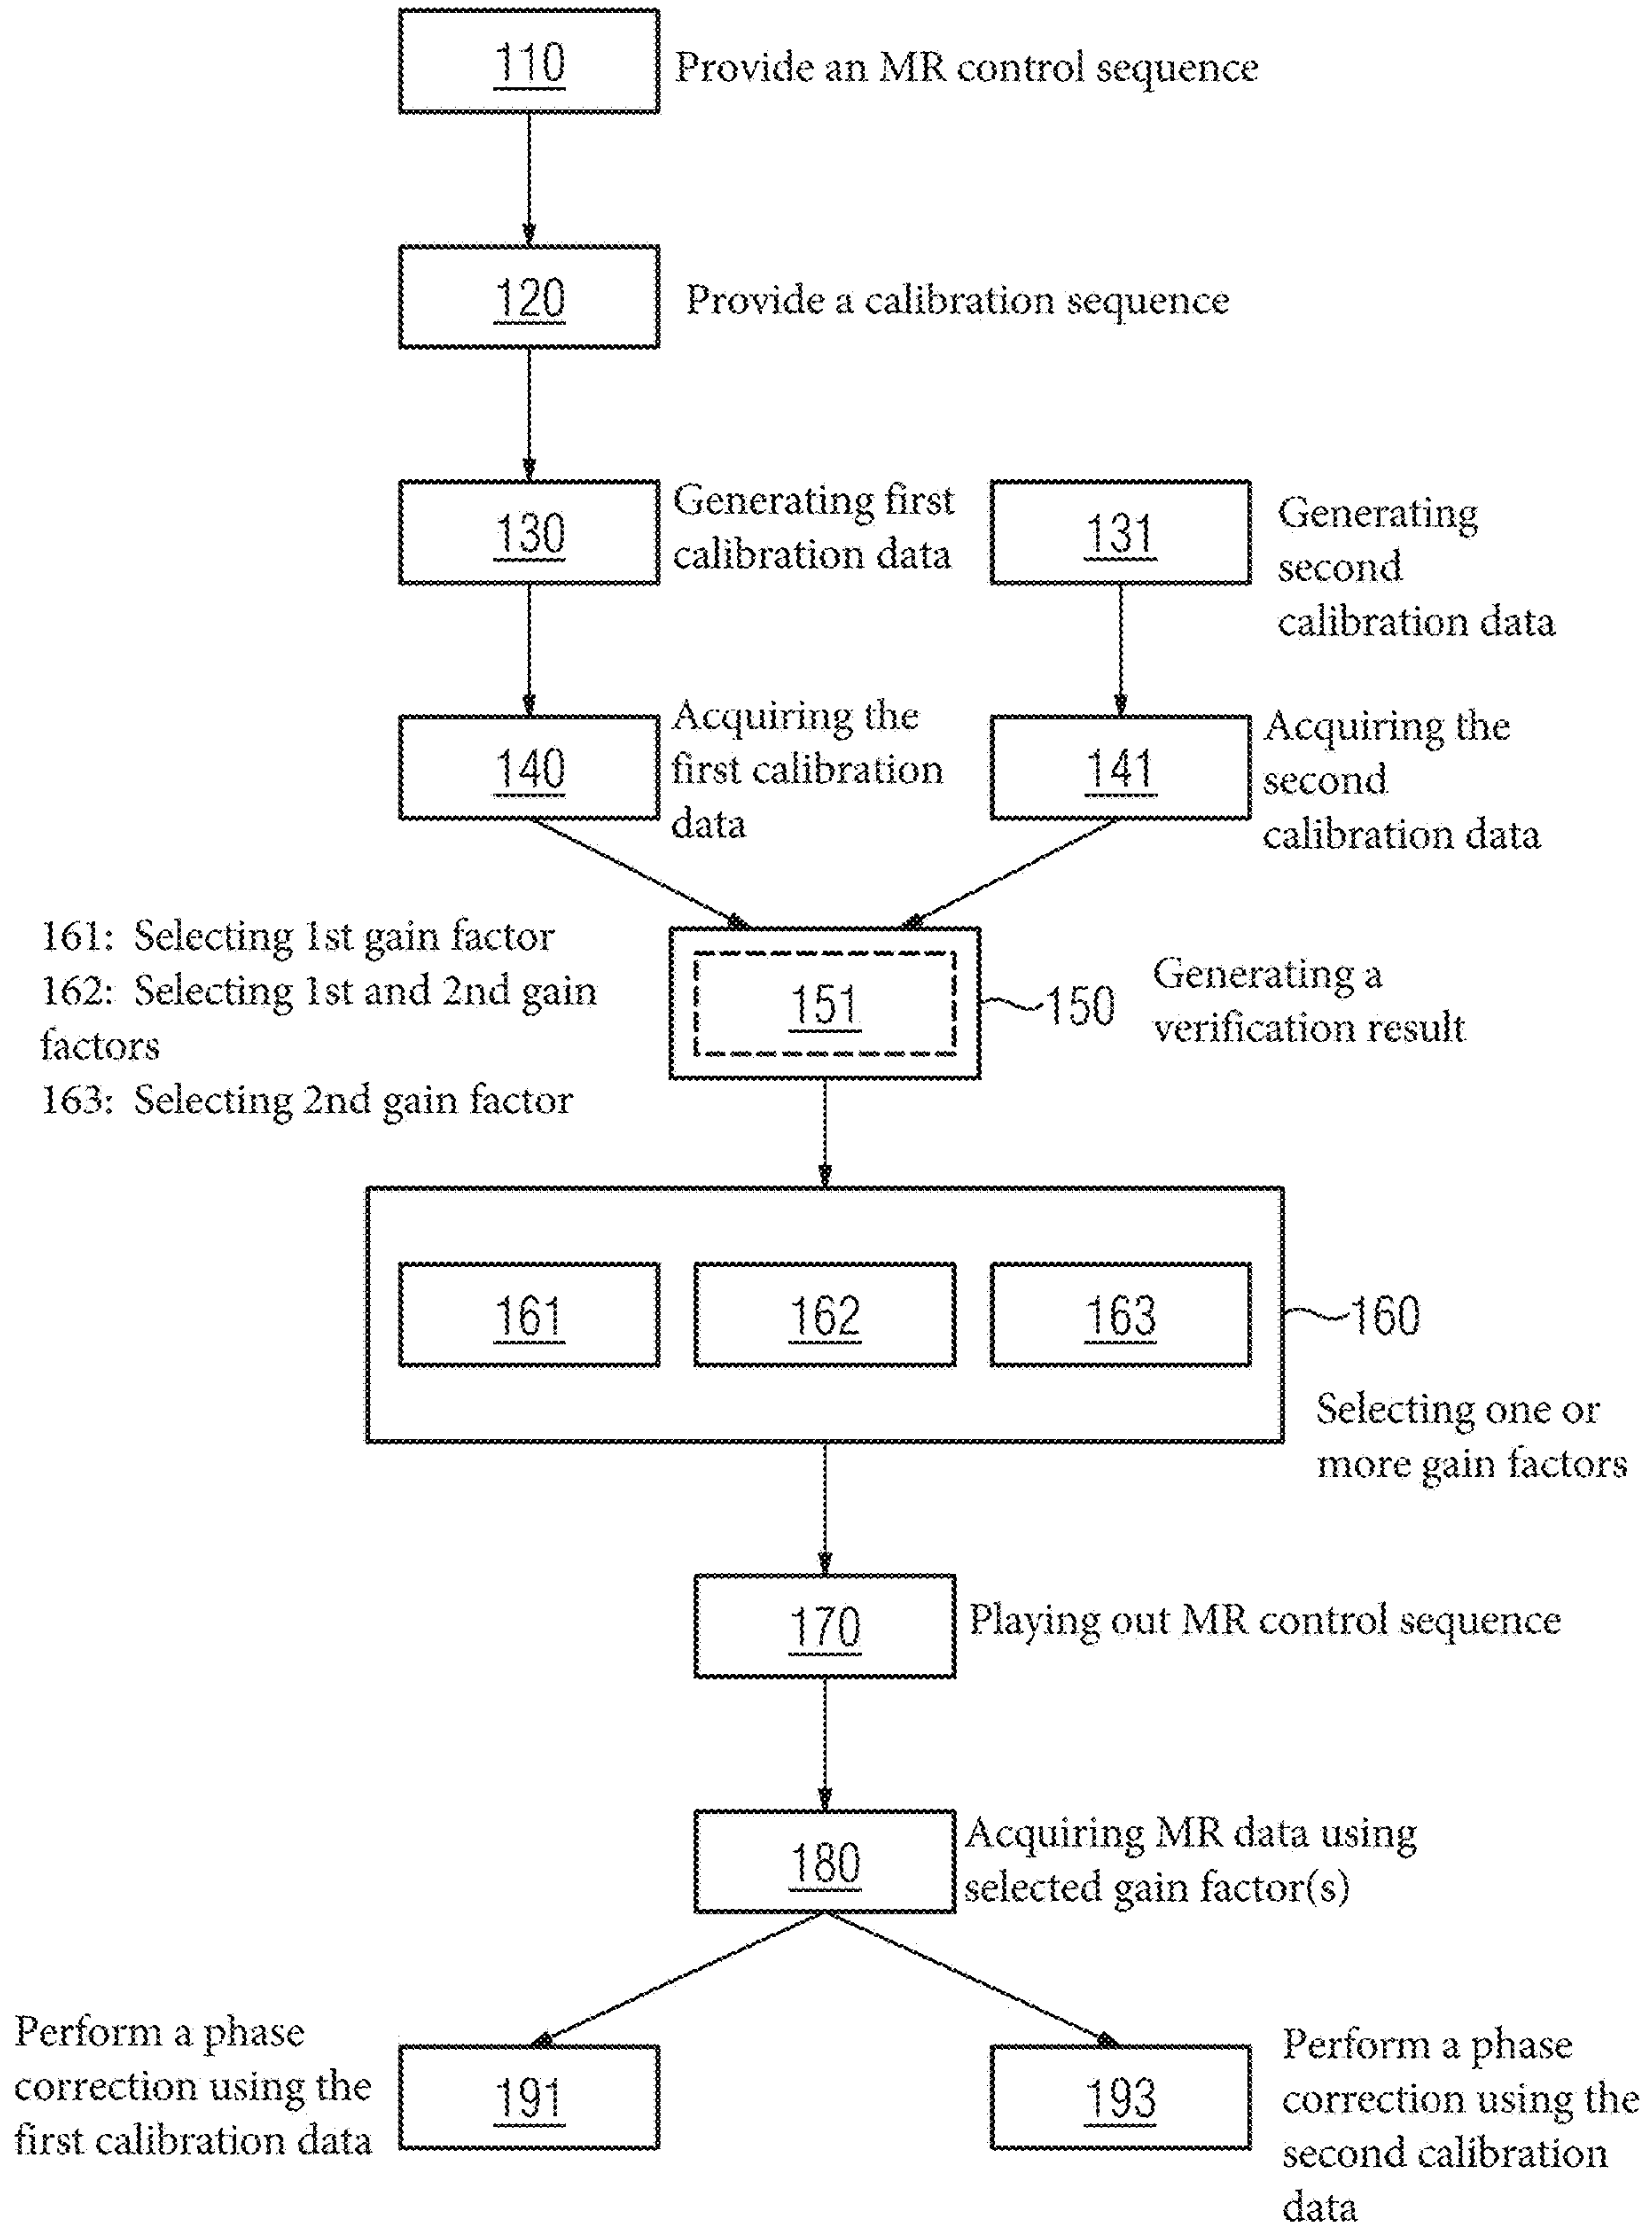 110
Provide an MR control sequence
120
Provide a calibration sequence
130
Generating first
calibration data
131
Generating
second
calibration data
140
Acquiring the
first calibration
data
141
Acquiring the
second
calibration data
161: Selecting 1st gain factor
162: Selecting 1st and 2nd gain
factors
163: Selecting 2nd gain factor
151
150
Generating a
verification result
161
162
163
160
Selecting one or
more gain factors
170
Playing out MR control sequence
180
Acquiring MR data using
selected gain factor(s)
Perform a phase
correction using the
first calibration data
191
193
Perform a phase
correction using the
second calibration
data